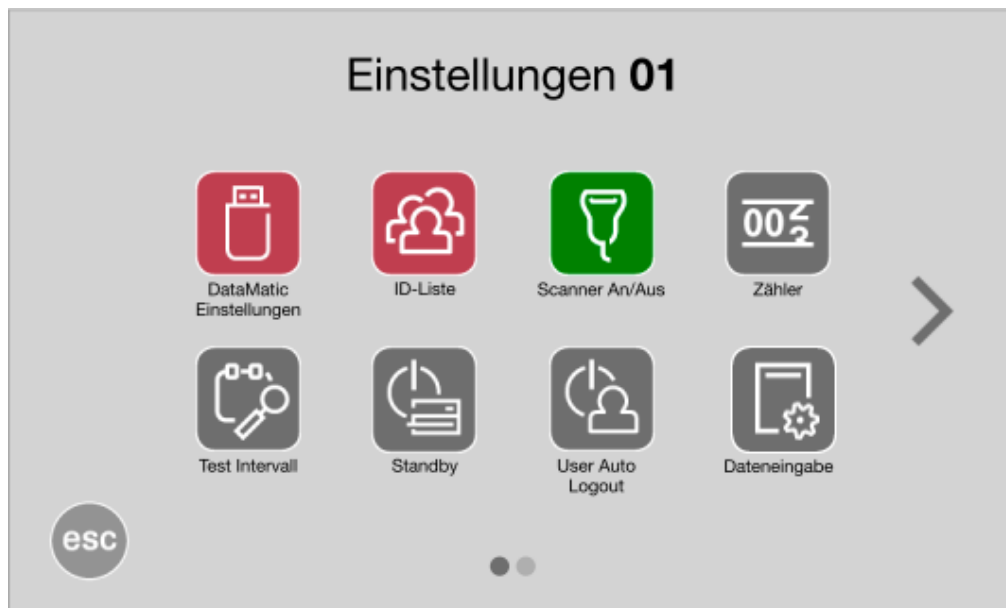 Einstellungen 01
DataMatic
Einstellungen
ID-Liste
Scanner An/Aus
Zähler
Test Intervall
Standby
User Auto
Logout
Dateneingabe
esc